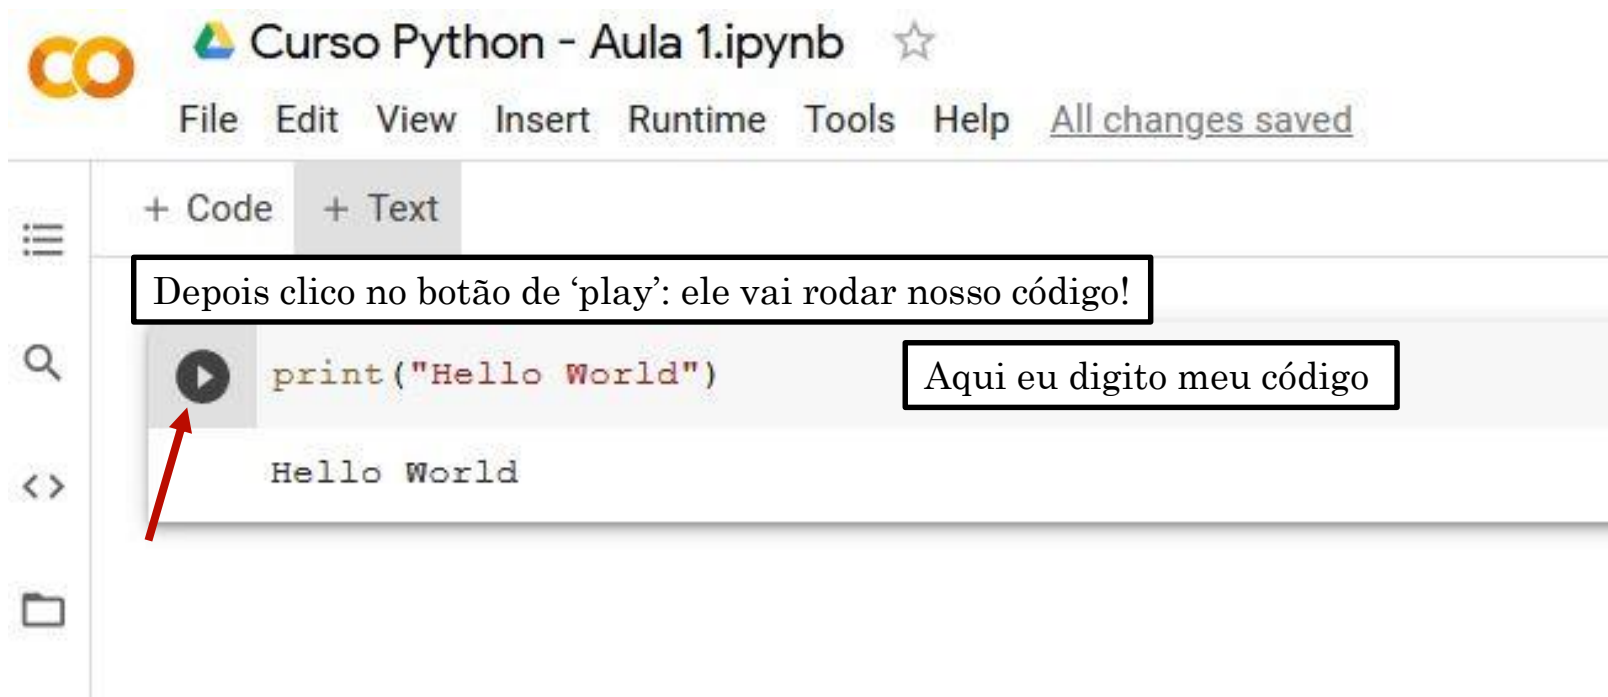 Curso Python - Aula 1.ipynb
File Edit View Insert Runtime Tools Help All changes saved
+ Code + Text
Depois clico no botão de ‘play’: ele vai rodar nosso código!
print("Hello World")
Aqui eu digito meu código
Hello World